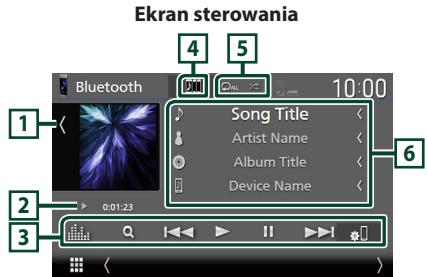 Ekran sterowania
4
5
Bluetooth
ALL
10:00
1
Song Title
Artist Name
6
Album Title
Device Name
2
0:01:23
3